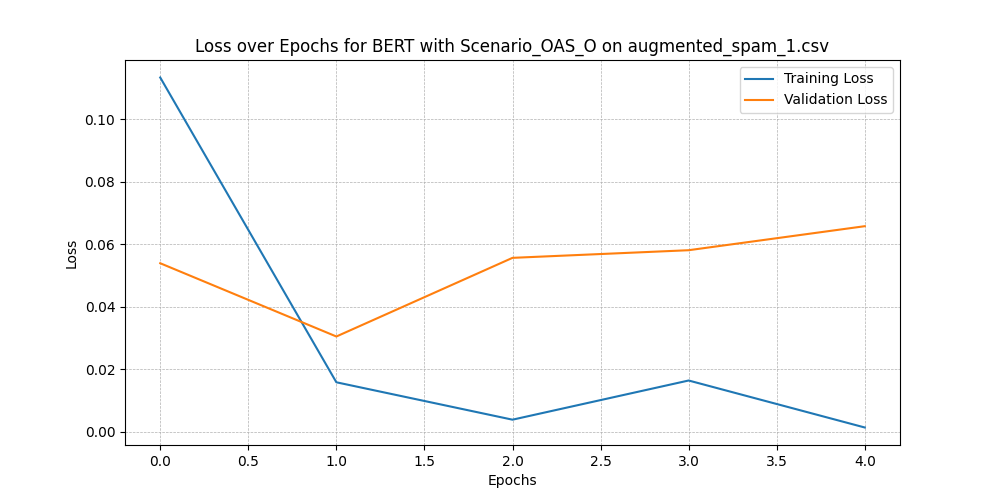 Loss over Epochs for BERT with Scenario_OAS_O on augmented_spam_1.csv
Training Loss
Validation Loss
Loss
0.10
0.08
0.06
0.04
0.02
0.00
0.0 0.5 1.0 1.5 2.0 2.5 3.0 3.5 4.0
Epochs